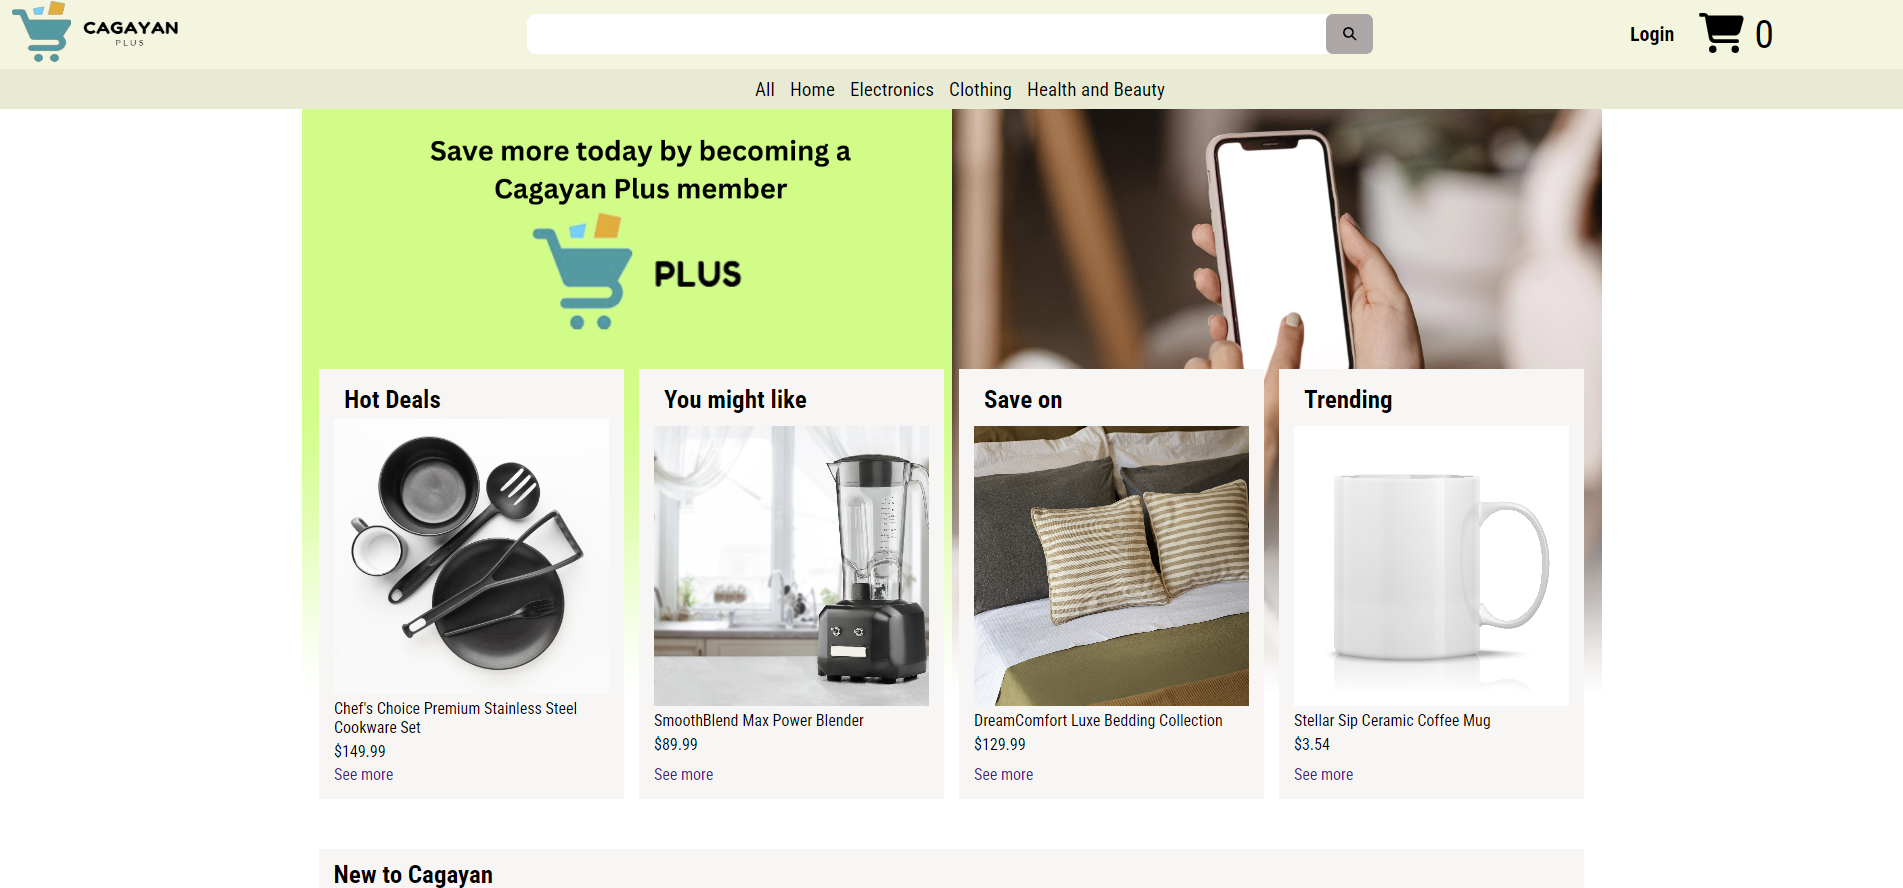 CAGAYAN
PLUS
Login
0
All Home Electronics Clothing Health and Beauty
Save more today by becoming a
Cagayan Plus member
PLUS
Hot Deals
Chef's Choice Premium Stainless Steel
Cookware Set
$149.99
See more
You might like
SmoothBlend Max Power Blender
$89.99
See more
Save on
DreamComfort Luxe Bedding Collection
$129.99
See more
Trending
Stellar Sip Ceramic Coffee Mug
$3.54
See more
New to Cagayan